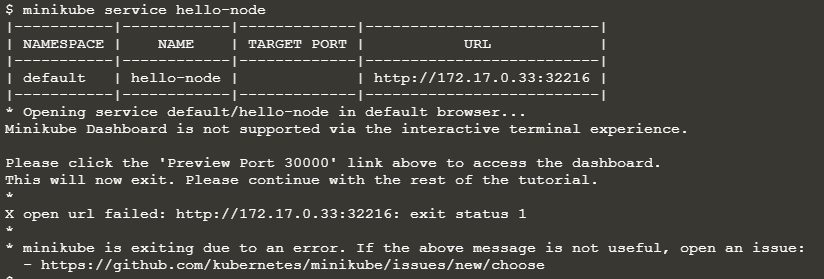 $ minikube service hello-node
|-----------|------------|-------------|-------------------------|
| NAMESPACE |    NAME    | TARGET PORT |           URL           |
|-----------|------------|-------------|-------------------------|
| default   | hello-node |             | http://172.17.0.33:32216 |
|-----------|------------|-------------|-------------------------|
* Opening service default/hello-node in default browser...
Minikube Dashboard is not supported via the interactive terminal experience.

Please click the 'Preview Port 30000' link above to access the dashboard.
This will now exit. Please continue with the rest of the tutorial.
*
X open url failed: http://172.17.0.33:32216: exit status 1
*
* minikube is exiting due to an error. If the above message is not useful, open an issue:
  - https://github.com/kubernetes/minikube/issues/new/choose